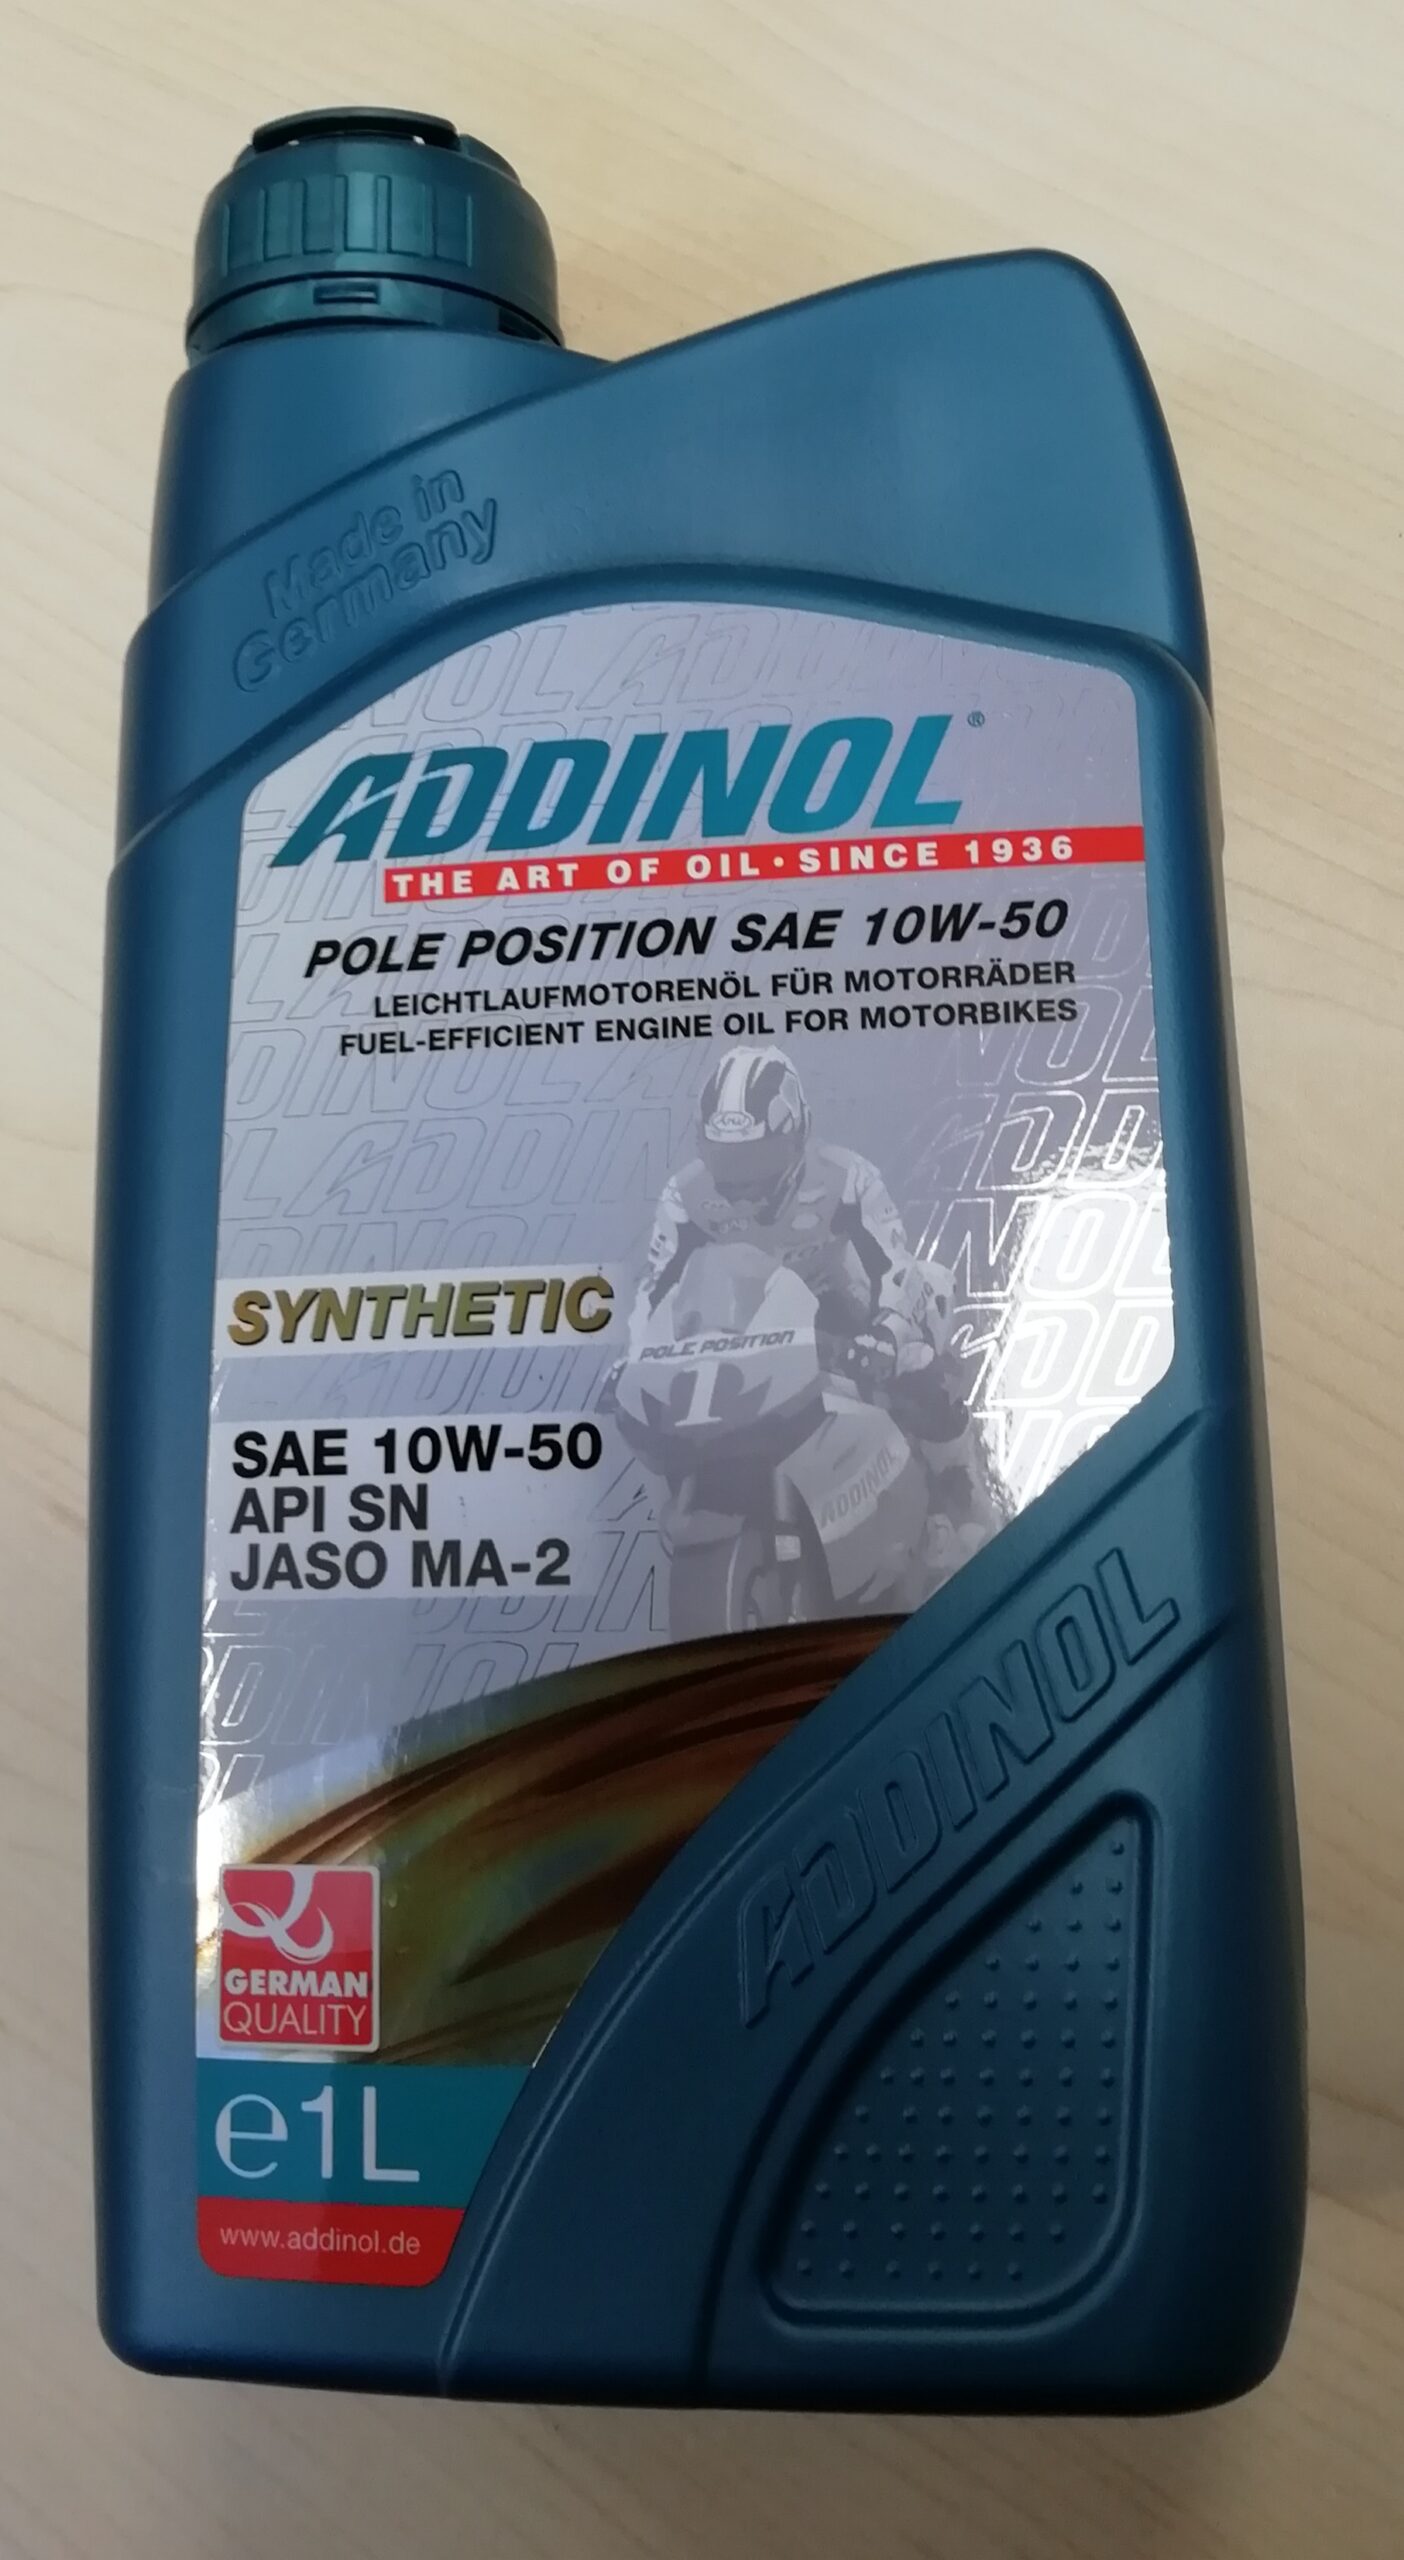 Made in
Germany
ADDINOL®
THE ART OF OIL • SINCE 1936
POLE POSITION SAE 10W-50
LEICHTLAUFMOTORENÖL FÜR MOTORRÄDER
FUEL-EFFICIENT ENGINE OIL FOR MOTORBIKES
Arai
SYNTHETIC
POLE POSITION
1
SAE 10W-50
API SN
JASO MA-2
ADDINOL
ADDINOL
GERMAN
QUALITY
e1L
www.addinol.de